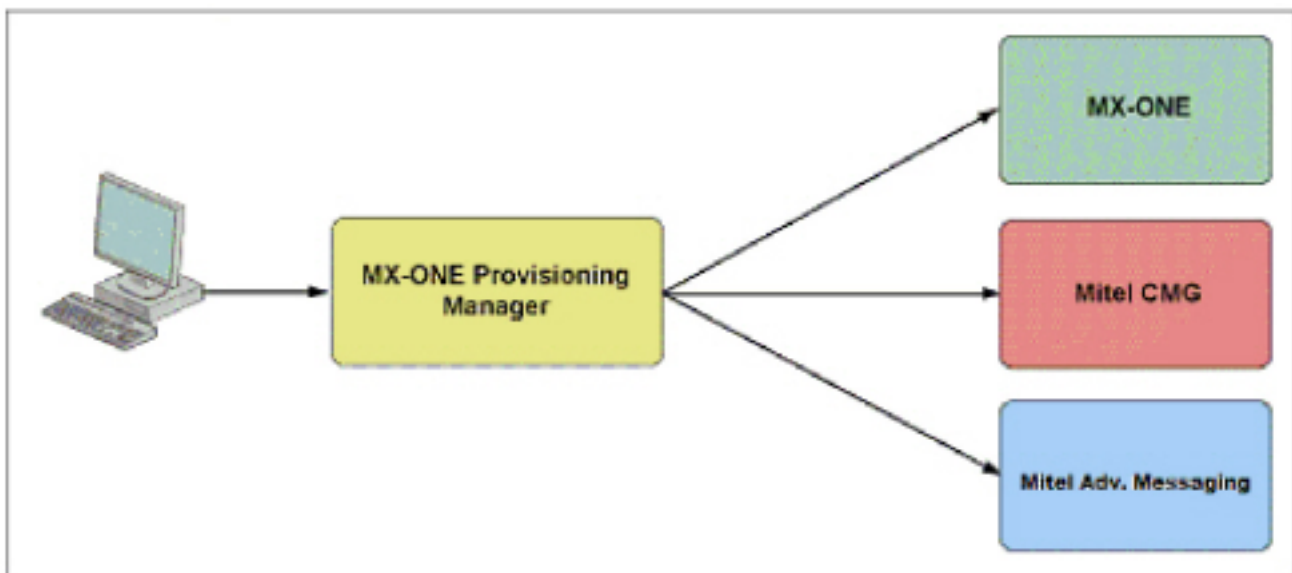 MX-ONE Provisioning
Manager
MX-ONE
Mitel CMG
Mitel Adv. Messaging